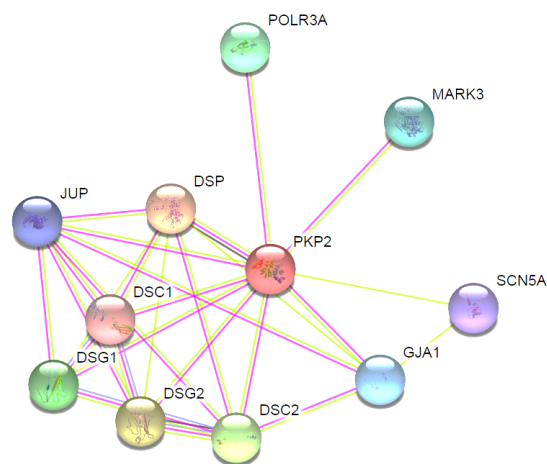 POLR3A
MARK3
DSP
JUP
PKP2
SCN5A
DSC1
GJA1
DSG1
DSG2
DSC2